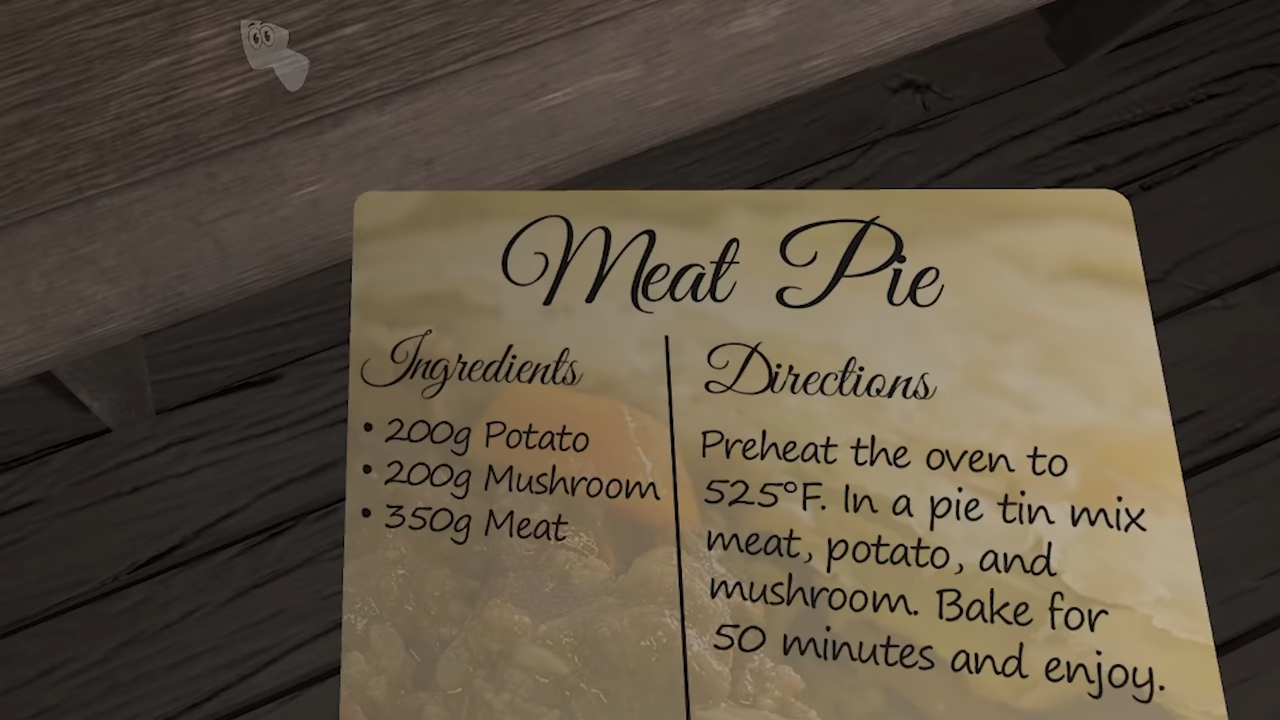 Meat Pie
Ingredients
• 200g Potato
• 200g Mushroom
• 350g Meat
Directions
Preheat the oven to
525°F. In a pie tin mix
meat, potato, and
mushroom. Bake for
50 minutes and enjoy.